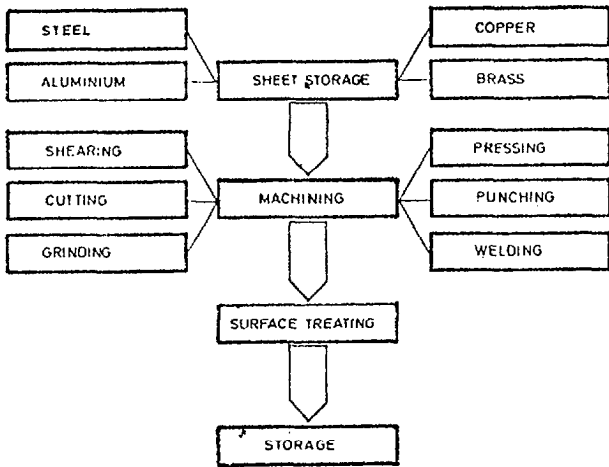 STEEL
COPPER
ALUMINIUM
SHEET STORAGE
BRASS
SHEARING
PRESSING
CUTTING
MACHINING
PUNCHING
GRINDING
WELDING
SURFACE TREATING
STORAGE